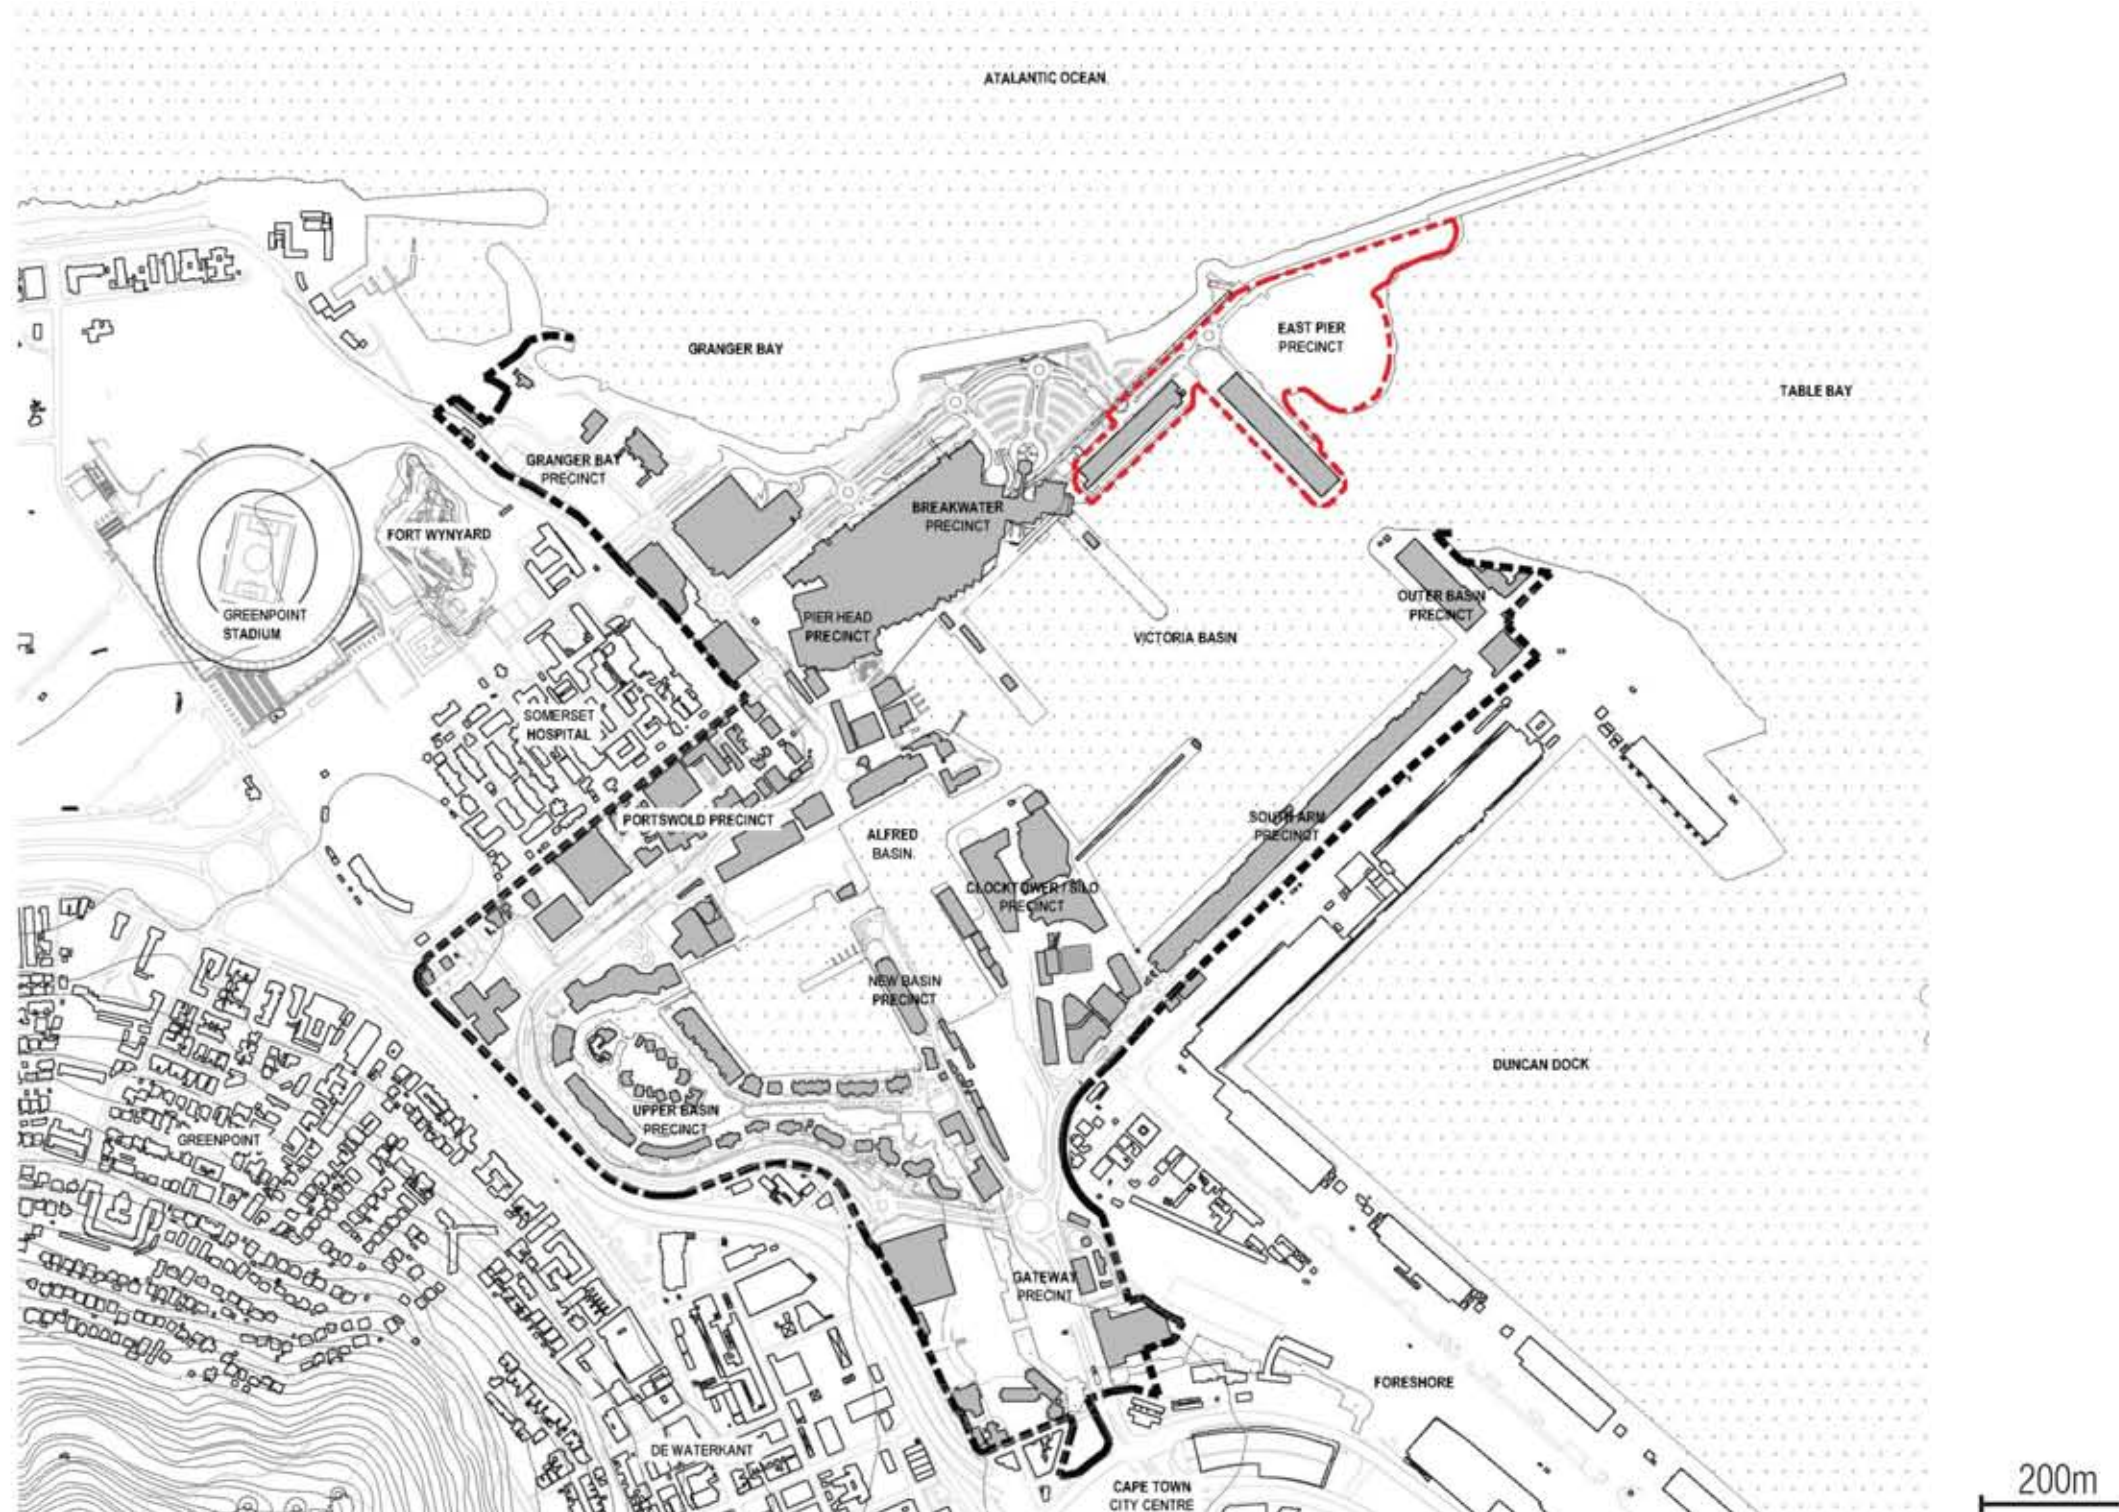 ATALANTIC OCEAN
EAST PIER
PRECINCT
GRANGER BAY
TABLE BAY
GRANGER BAY
PRECINCT
BREAKWATER
PRECINCT
FORT WYNYARD
OUTER BASIN
PRECINCT
GREENPOINT
STADIUM
PIER HEAD
PRECINCT
VICTORIA BASIN
SOMERSET
HOSPITAL
PORTSWOLD PRECINCT
SOUTH ARM
PRECINCT
ALFRED
BASIN
CLOCKTOWER / SILO
PRECINCT
NEW BASIN
PRECINCT
DUNCAN DOCK
UPPER BASIN
PRECINCT
GREENPOINT
GATEWAY
PRECINT
FORESHORE
DE WATERKANT
CAPE TOWN
CITY CENTRE
200m